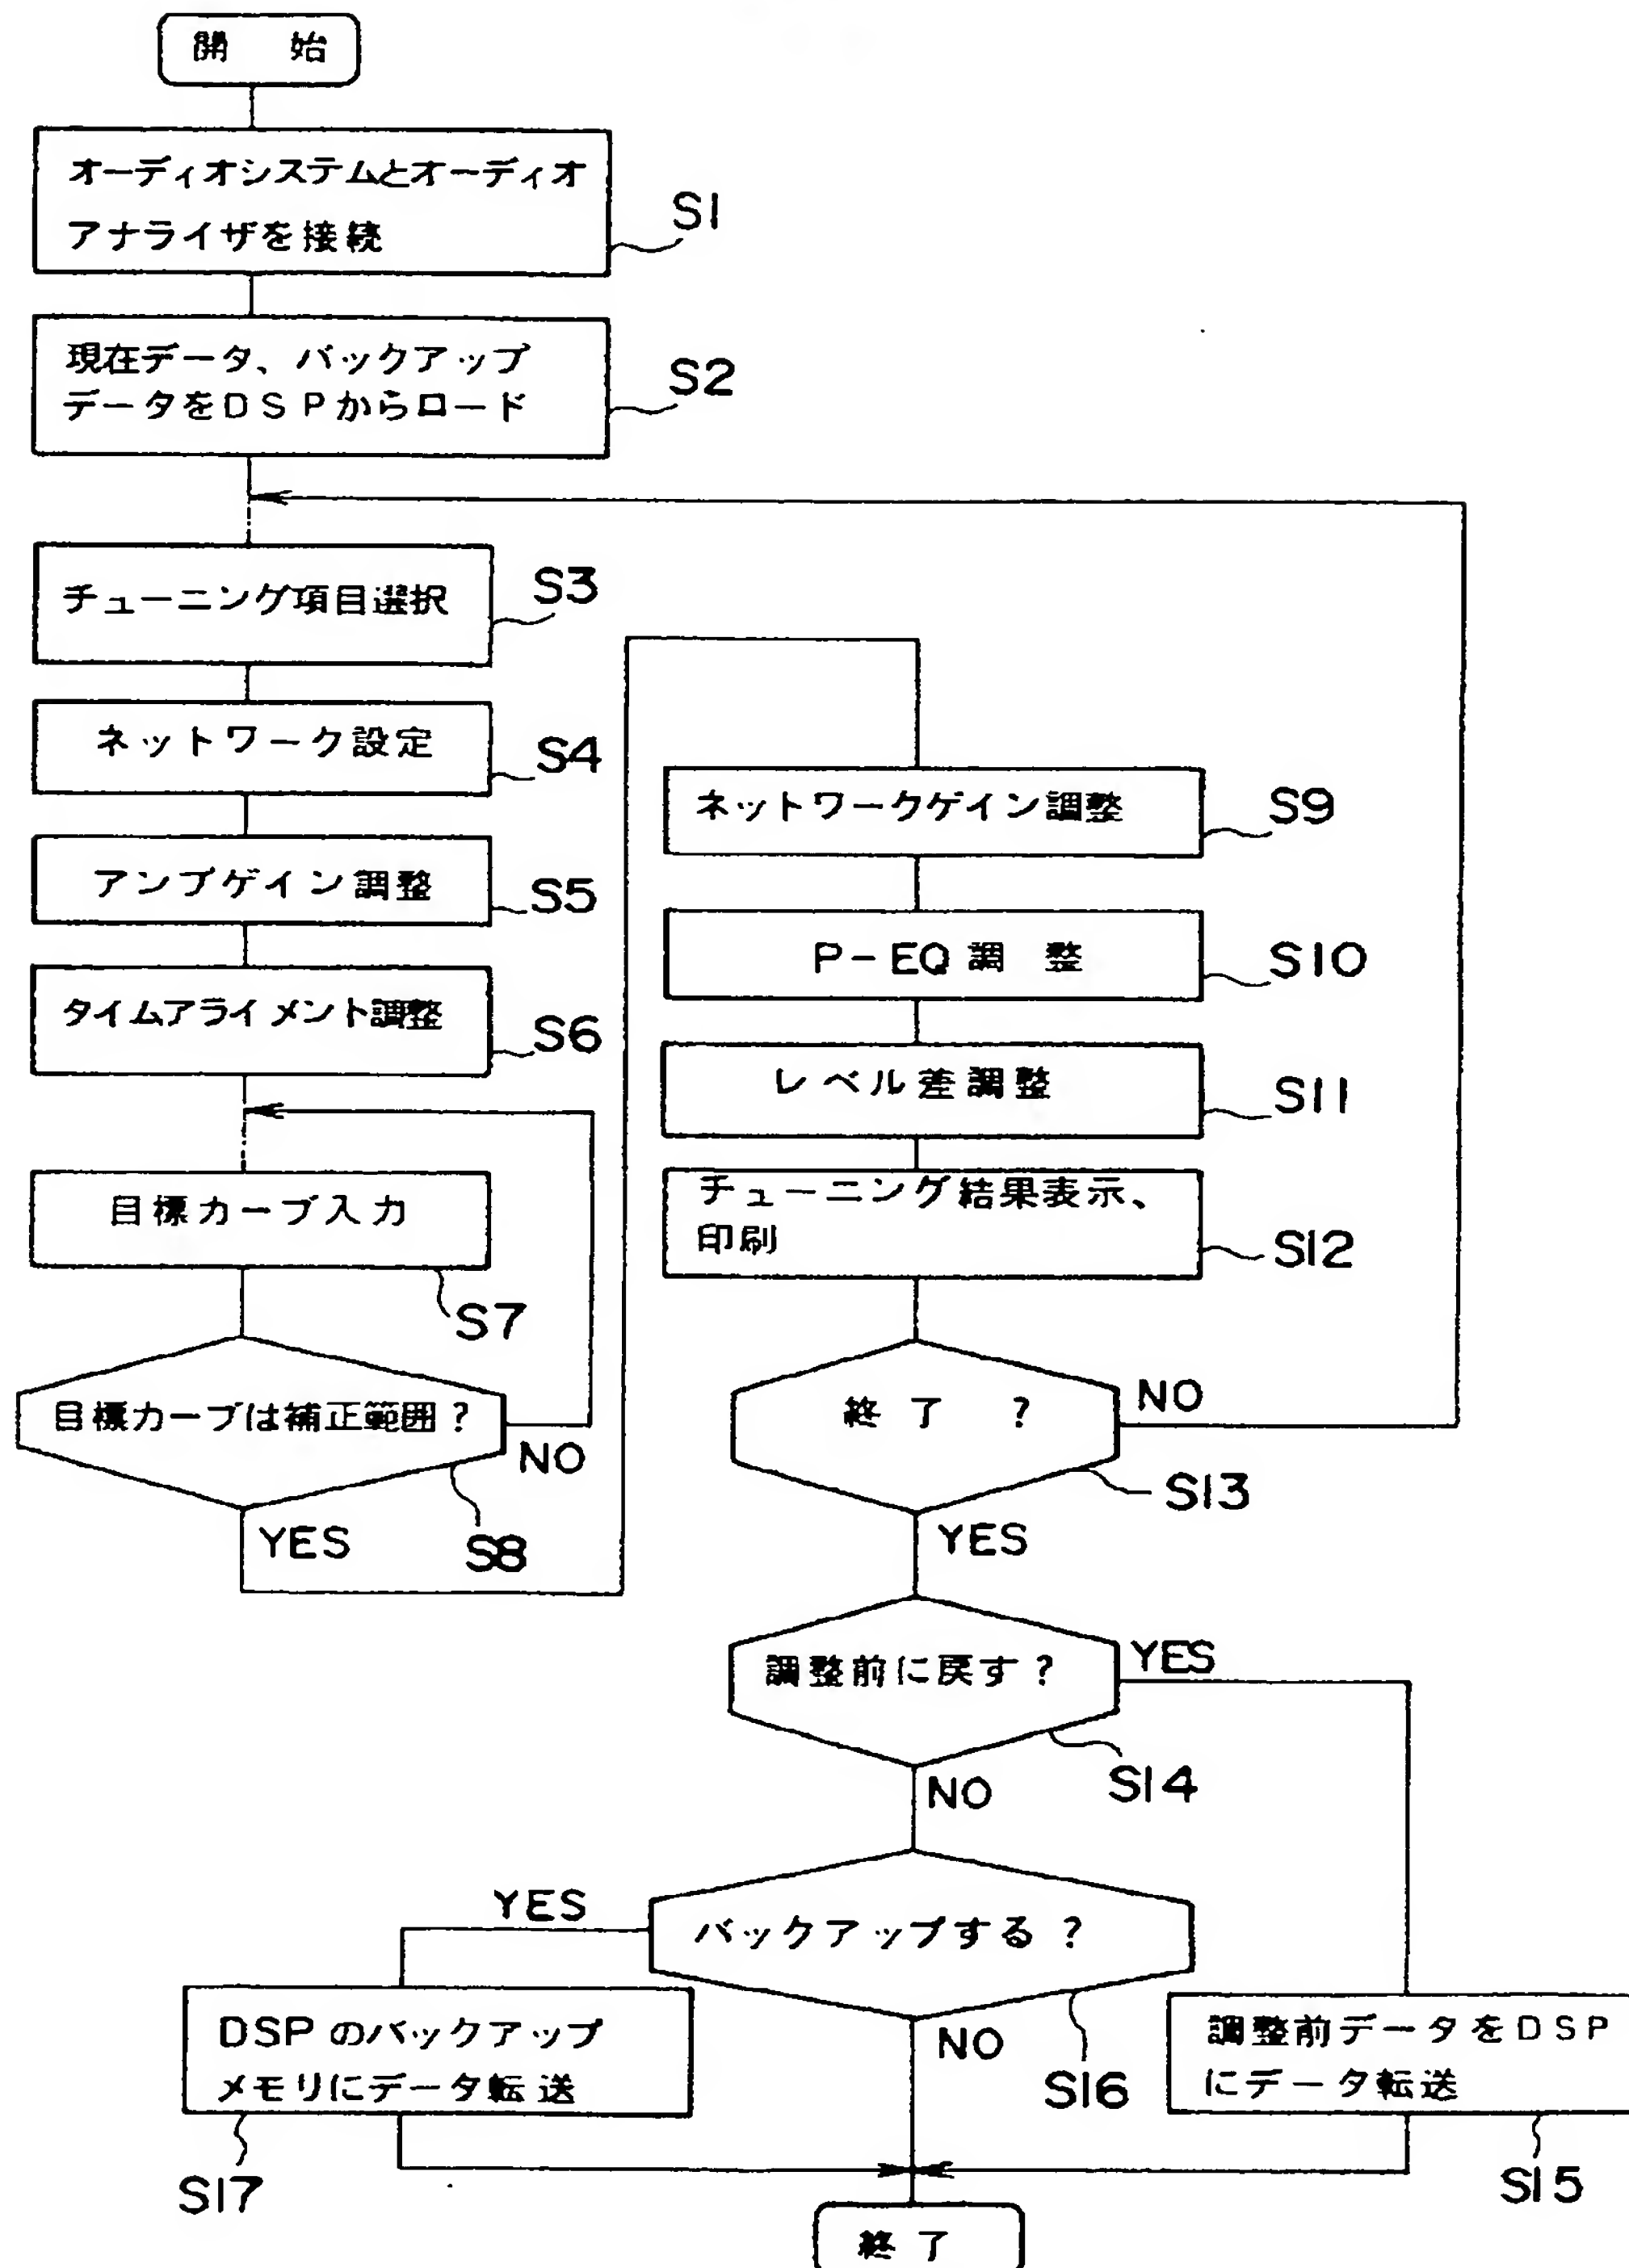 開 始
オーディオシステムとオーディオ
アナライザを接続
S1
現在データ、バックアップ
データをDSPからロード
S2
チューニング項目選択
S3
ネットワーク設定
S4
アンプゲイン調整
S5
タイムアライメント調整
S6
目標カーブ入力
S7
目標カーブは補正範囲?
NO
YES
S8
ネットワークゲイン調整
S9
P-EQ調 整
S10
レベル差調整
S11
チューニング結果表示、
印刷
S12
終 了 ?
NO
S13
YES
調整前に戻す?
YES
S14
NO
バックアップする?
YES
S16
NO
DSPのバックアップ
メモリにデータ転送
S17
調整前データをDSP
にデータ転送
S15
終 了